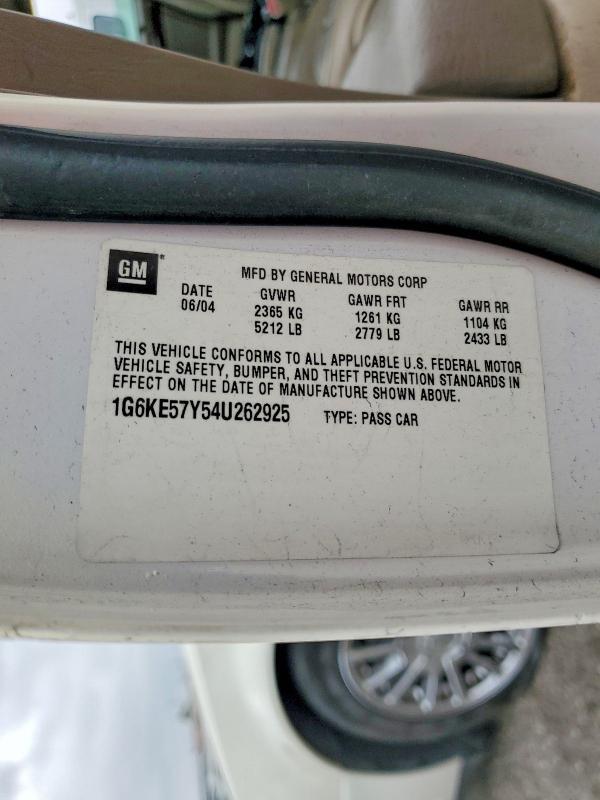 GM®
MFD BY GENERAL MOTORS CORP
DATE GVWR GAWR FRT GAWR RR
06/04 2365 KG 1261 KG 1104 KG
5212 LB 2779 LB 2433 LB
THIS VEHICLE CONFORMS TO ALL APPLICABLE U.S. FEDERAL MOTOR
VEHICLE SAFETY, BUMPER, AND THEFT PREVENTION STANDARDS IN
EFFECT ON THE DATE OF MANUFACTURE SHOWN ABOVE.
1G6KE57Y54U262925 TYPE: PASS CAR